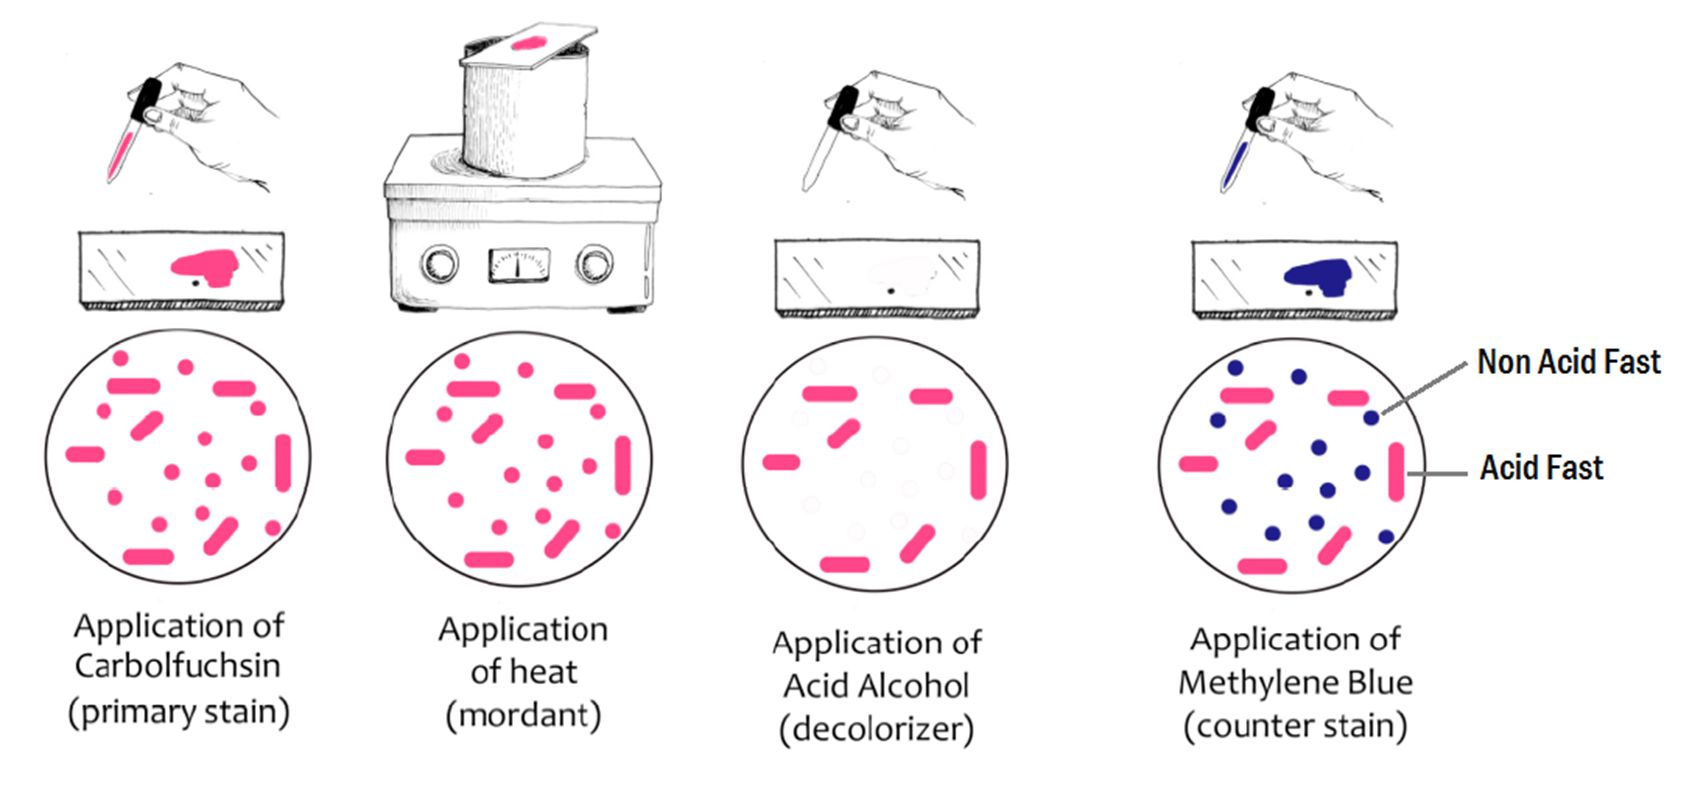 Non Acid Fast
Acid Fast
Application of
Carbolfuchsin
(primary stain)
Application
of heat
(mordant)
Application of
Acid Alcohol
(decolorizer)
Application of
Methylene Blue
(counter stain)